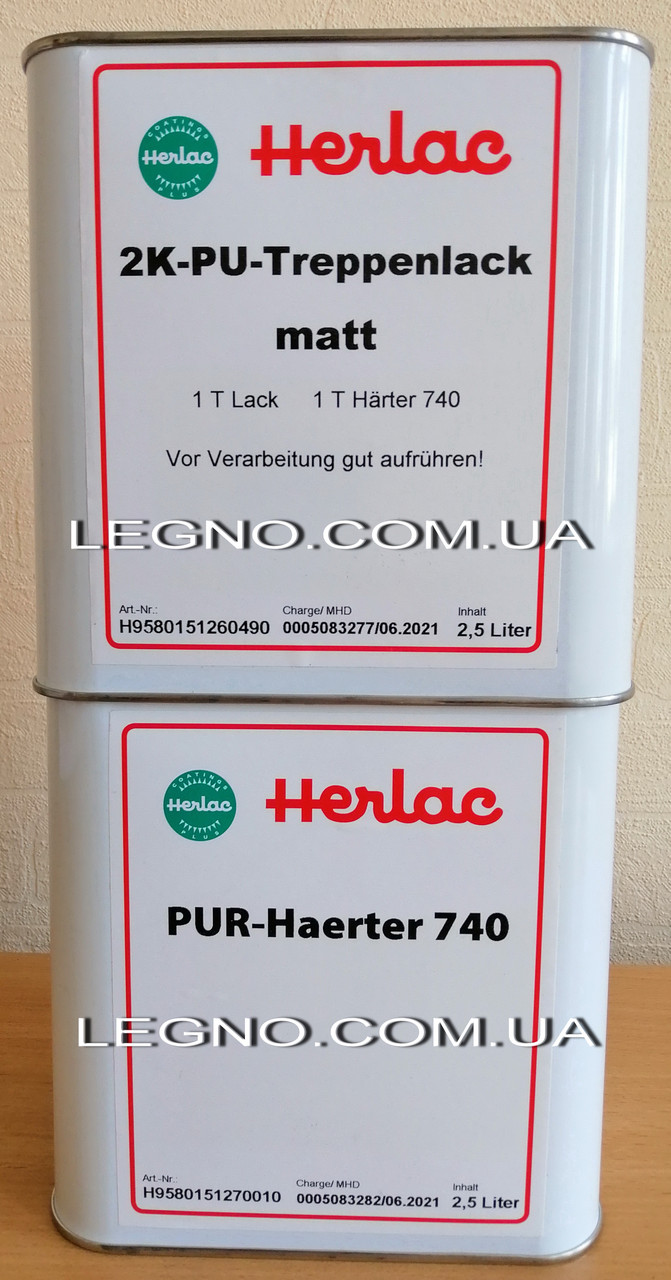 COATINGS
Herlac
PLUS
Herlac
2K-PU-Treppenlack
matt
1 T Lack 1 T Härter 740
Vor Verarbeitung gut aufrühren!
LEGNO.COM.UA
Art.-Nr.: Charge/ MHD Inhalt
H9580151260490 0005083277/06.2021 2,5 Liter
COATINGS
Herlac
PLUS
Herlac
PUR-Haerter 740
LEGNO.COM.UA
Art.-Nr.: Charge/ MHD Inhalt
H9580151270010 0005083282/06.2021 2,5 Liter